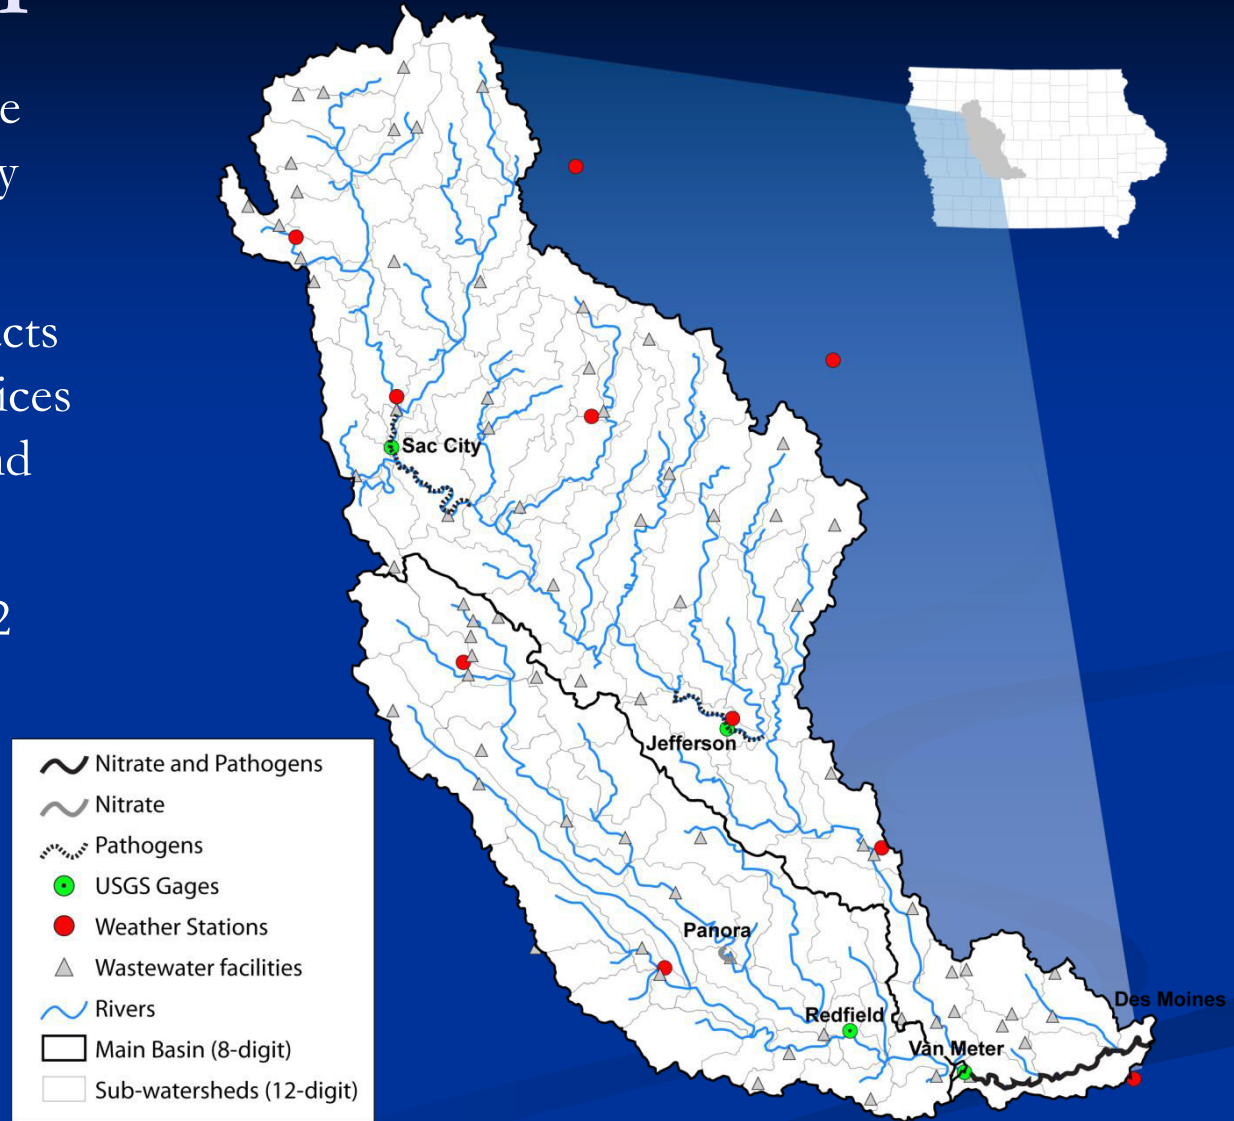 e
y
acts
ices
nd
2
Sac City
Jefferson
Panora
Redfield
Des Moines
Van Meter
Nitrate and Pathogens
Nitrate
Pathogens
USGS Gages
Weather Stations
Wastewater facilities
Rivers
Main Basin (8-digit)
Sub-watersheds (12-digit)